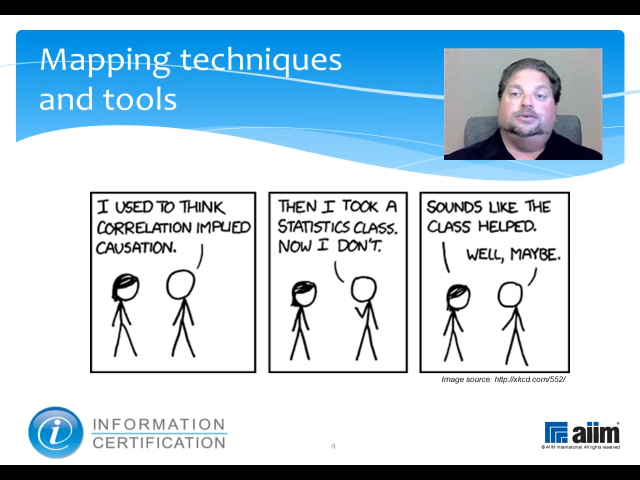 Mapping techniques
and tools
I USED TO THINK
CORRELATION IMPLIED
CAUSATION.
THEN I TOOK A
STATISTICS CLASS.
NOW I DON'T.
SOUNDS LIKE THE
CLASS HELPED.
WELL, MAYBE.
Image source: http://xkcd.com/552/
i
INFORMATION
CERTIFICATION
4
aiim
© AIIM International. All rights reserved